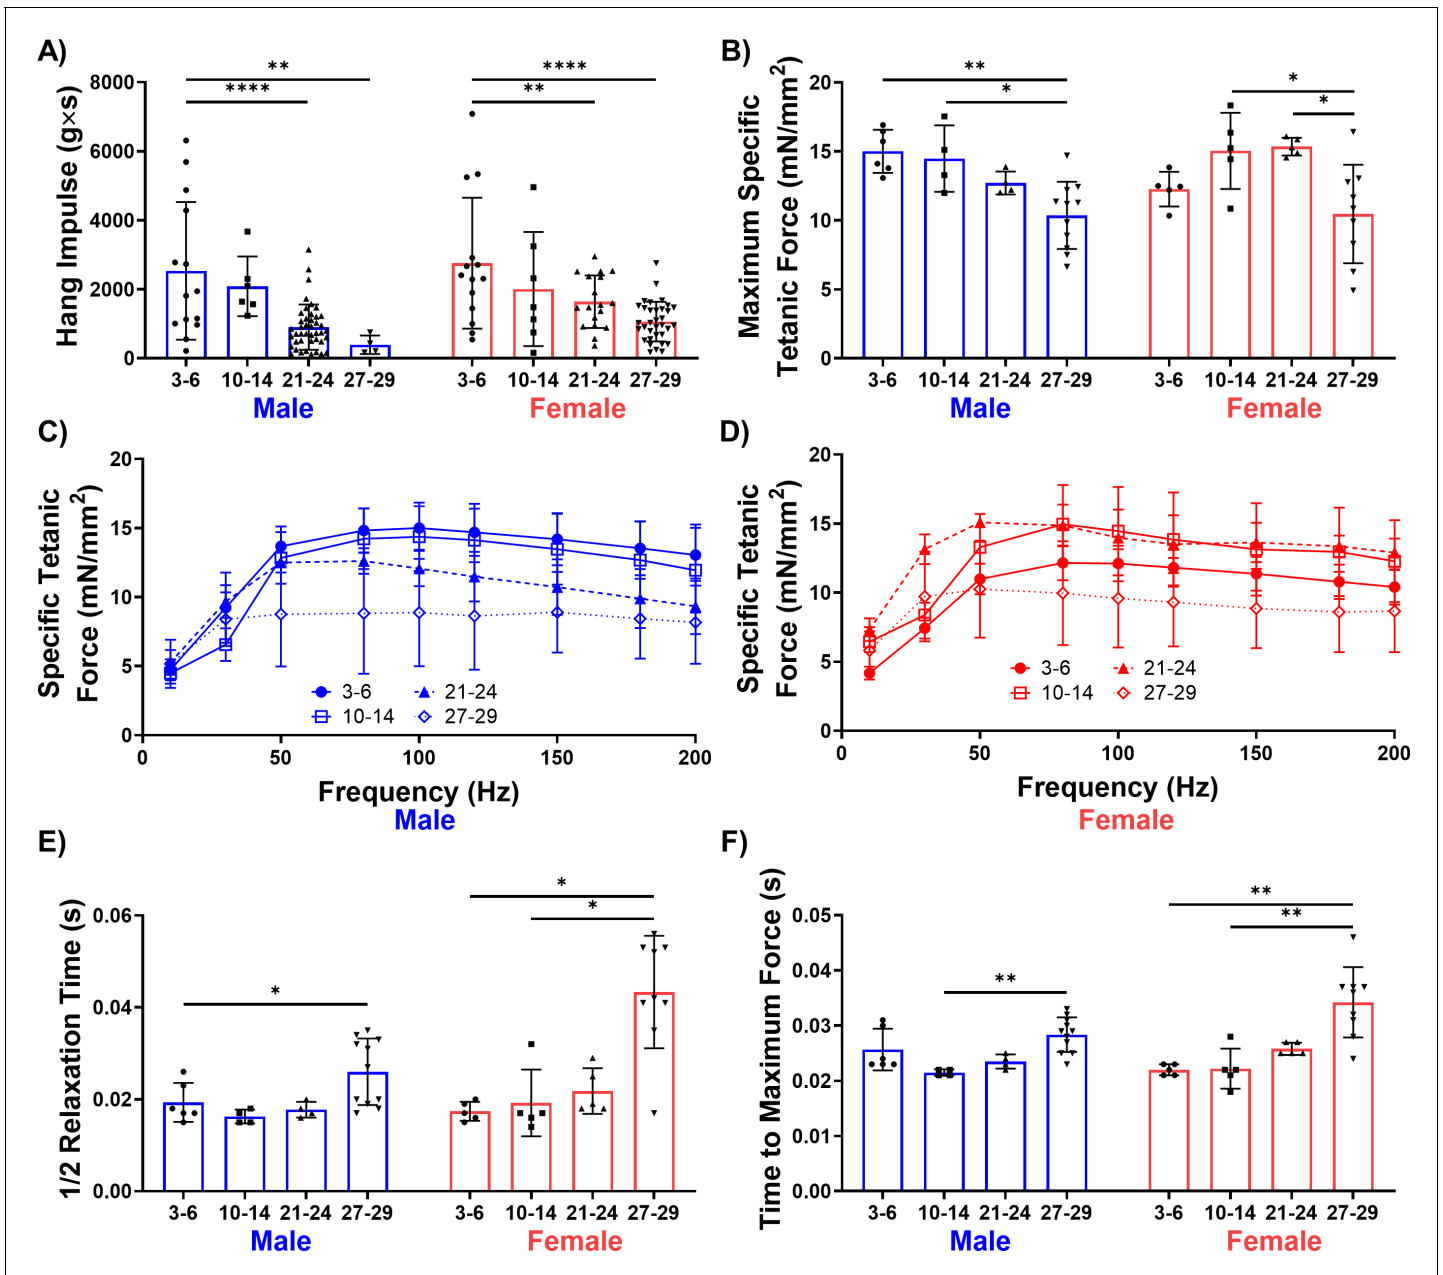 A)
Hang Impulse (g×s)
8000
6000
4000
2000
0
**
****
****
**
3-6 10-14 21-24 27-29 3-6 10-14 21-24 27-29
Male Female
B)
Maximum Specific
Tetanic Force (mN/mm2)
20
15
10
5
0
**
*
*
*
3-6 10-14 21-24 27-29 3-6 10-14 21-24 27-29
Male Female
C)
Specific Tetanic
Force (mN/mm2)
20
15
10
5
0
3-6 21-24
10-14 27-29
0 50 100 150 200
Frequency (Hz)
Male
D)
Specific Tetanic
Force (mN/mm2)
20
15
10
5
0
3-6 21-24
10-14 27-29
0 50 100 150 200
Frequency (Hz)
Female
E)
1/2 Relaxation Time (s)
0.06
0.04
0.02
0.00
*
*
*
3-6 10-14 21-24 27-29 3-6 10-14 21-24 27-29
Male Female
F)
Time to Maximum Force (s)
0.05
0.04
0.03
0.02
0.01
0.00
**
**
**
3-6 10-14 21-24 27-29 3-6 10-14 21-24 27-29
Male Female